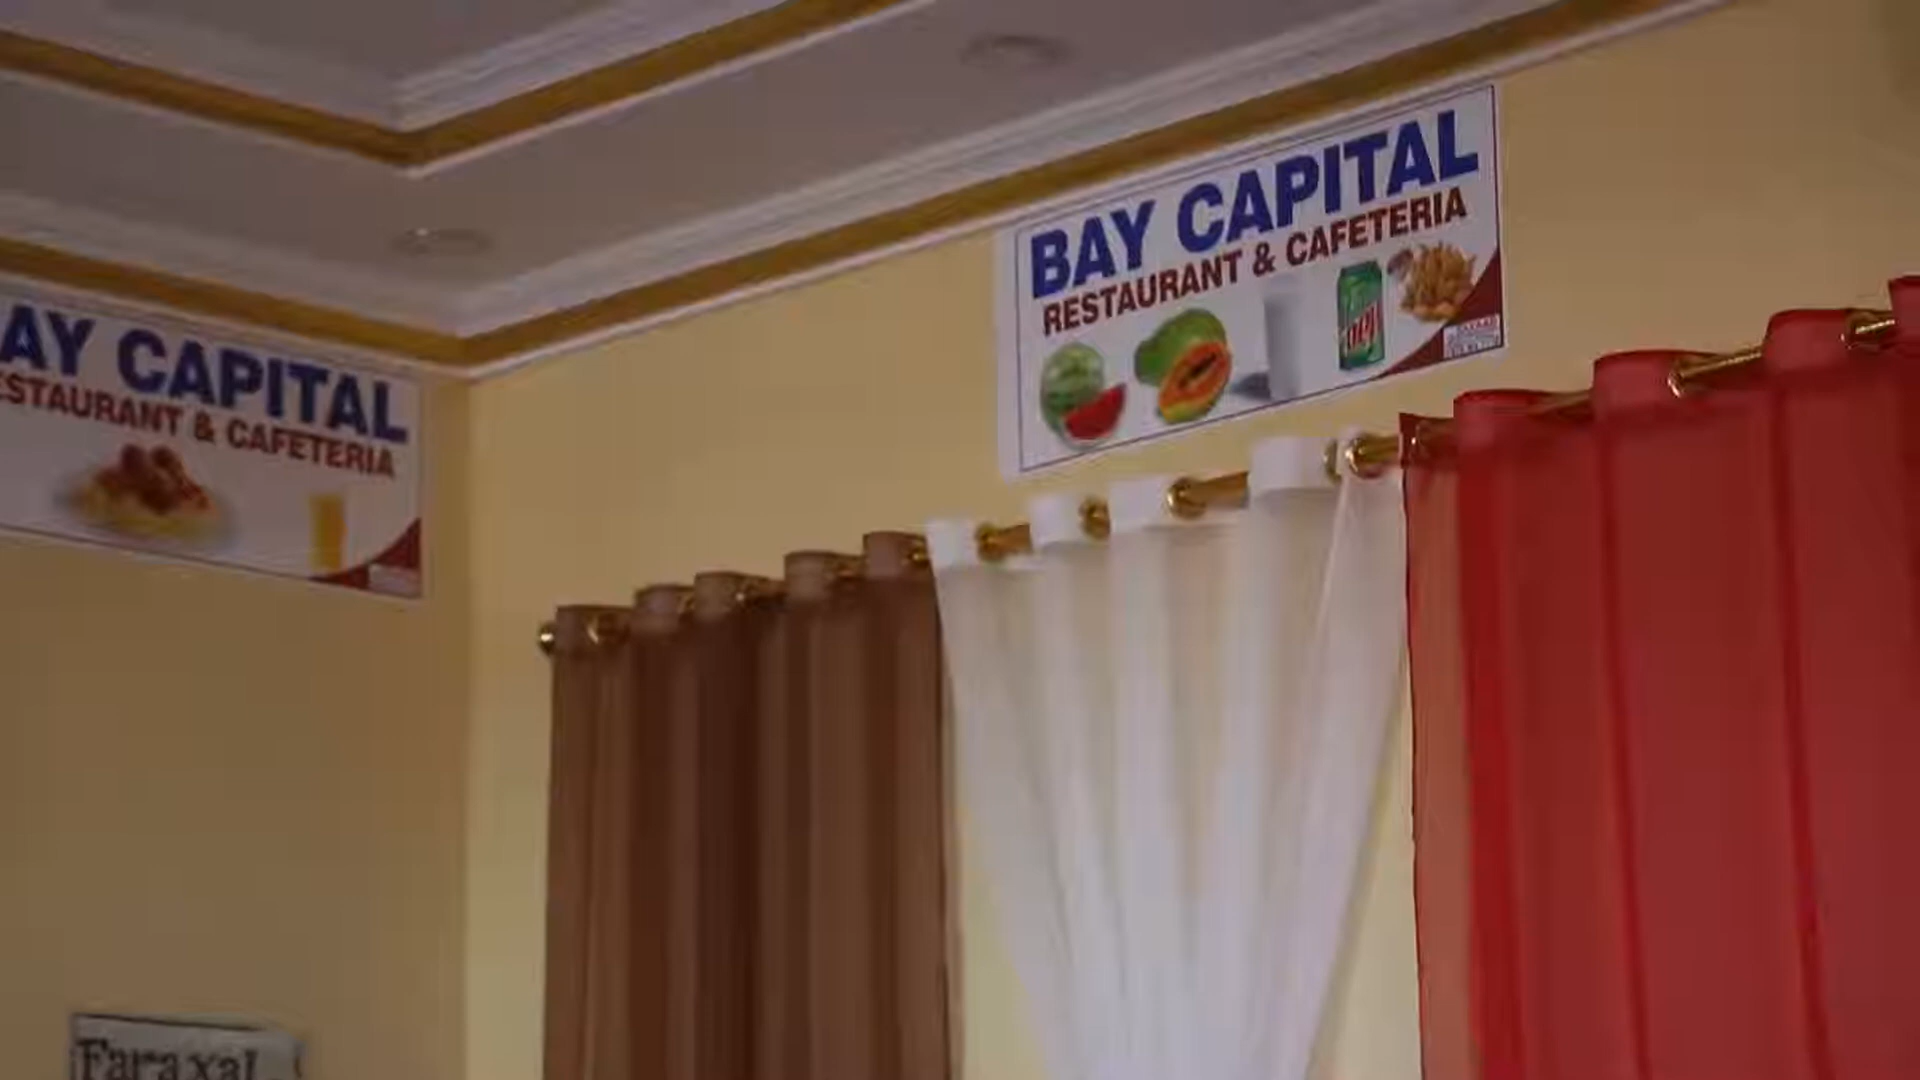 AY CAPITAL
ESTAURANT & CAFETERIA
BAY CAPITAL
RESTAURANT & CAFETERIA
Faraxal